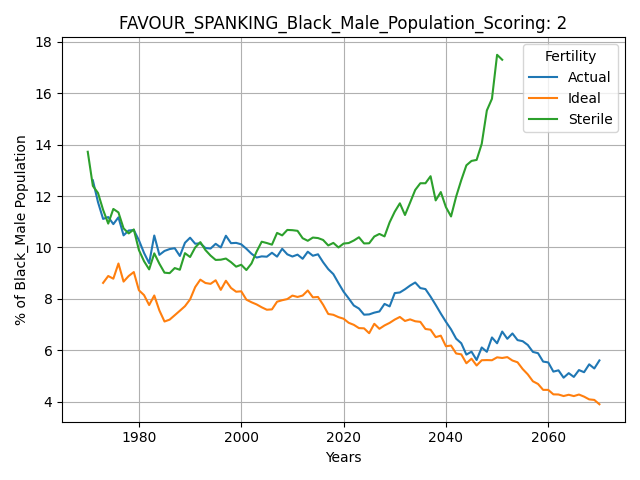 FAVOUR_SPANKING_Black_Male_Population_Scoring: 2
% of Black_Male Population
18
16
14
12
10
8
6
4
Fertility
Actual
Ideal
Sterile
1980
2000
2020
2040
2060
Years